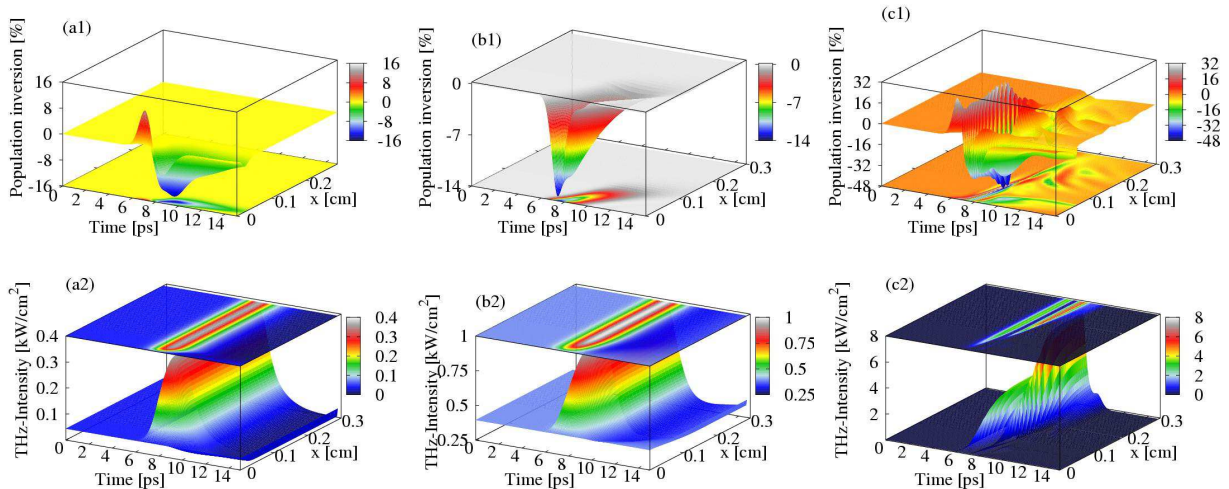 (a1)
Population inversion [%]
16
8
0
-8
-16
0 2 4 6 8 10 12 14
Time [ps]
0 0.1 0.2
x [cm]
16
8
0
-8
-16
(b1)
Population inversion [%]
0
-7
-14
0 2 4 6 8 10 12 14
Time [ps]
0 0.1 0.2 0.3
x [cm]
0
-7
-14
(c1)
Population inversion [%]
32
16
0
-16
-32
-48
0 2 4 6 8 10 12 14
Time [ps]
0 0.1 0.2
x [cm]
32
16
0
-16
-32
-48
(a2)
THz-Intensity [kW/cm²]
0.4
0.3
0.2
0.1
0 2 4 6 8 10 12 14
Time [ps]
0 0.1 0.2 0.3
x [cm]
0.4
0.3
0.2
0.1
0
(b2)
THz-Intensity [kW/cm²]
1
0.75
0.5
0.25
0 2 4 6 8 10 12 14
Time [ps]
0 0.1 0.2 0.3
x [cm]
1
0.75
0.5
0.25
(c2)
THz-Intensity [kW/cm²]
8
6
4
2
0
0 2 4 6 8 10 12 14
Time [ps]
0 0.1 0.2 0.3
x [cm]
8
6
4
2
0